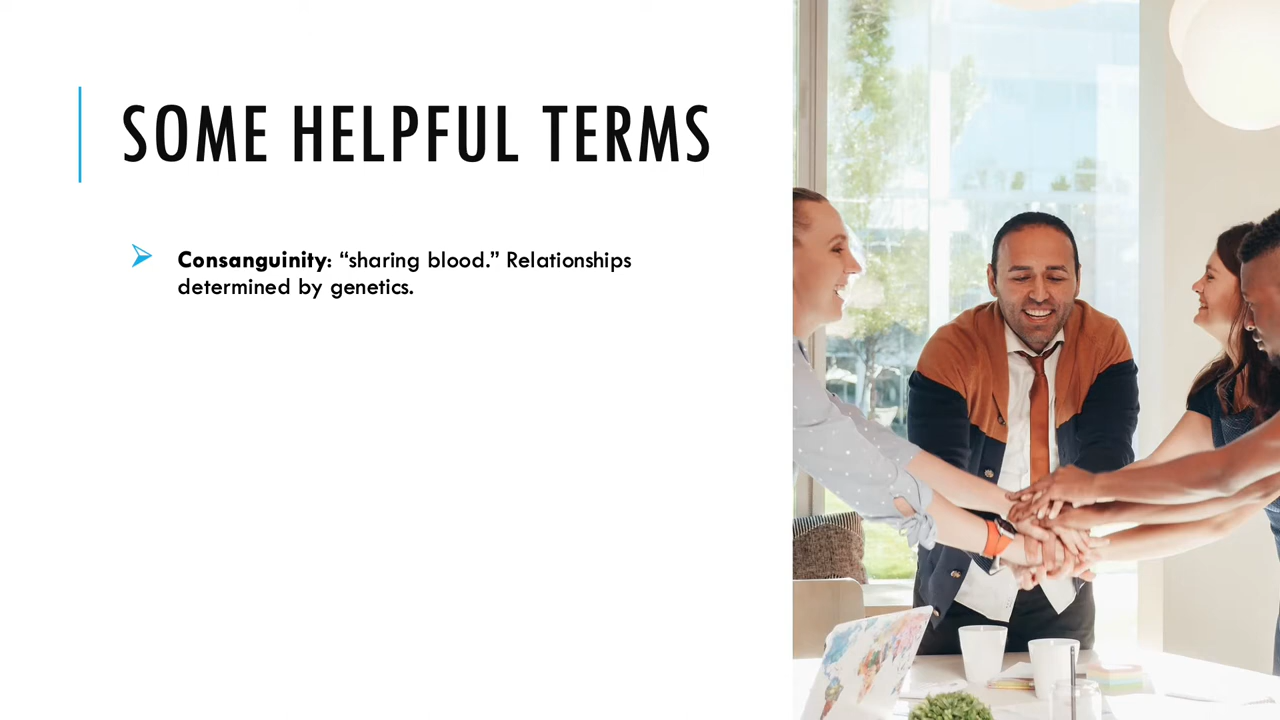 SOME HELPFUL TERMS
Consanguinity: “sharing blood.” Relationships
determined by genetics.